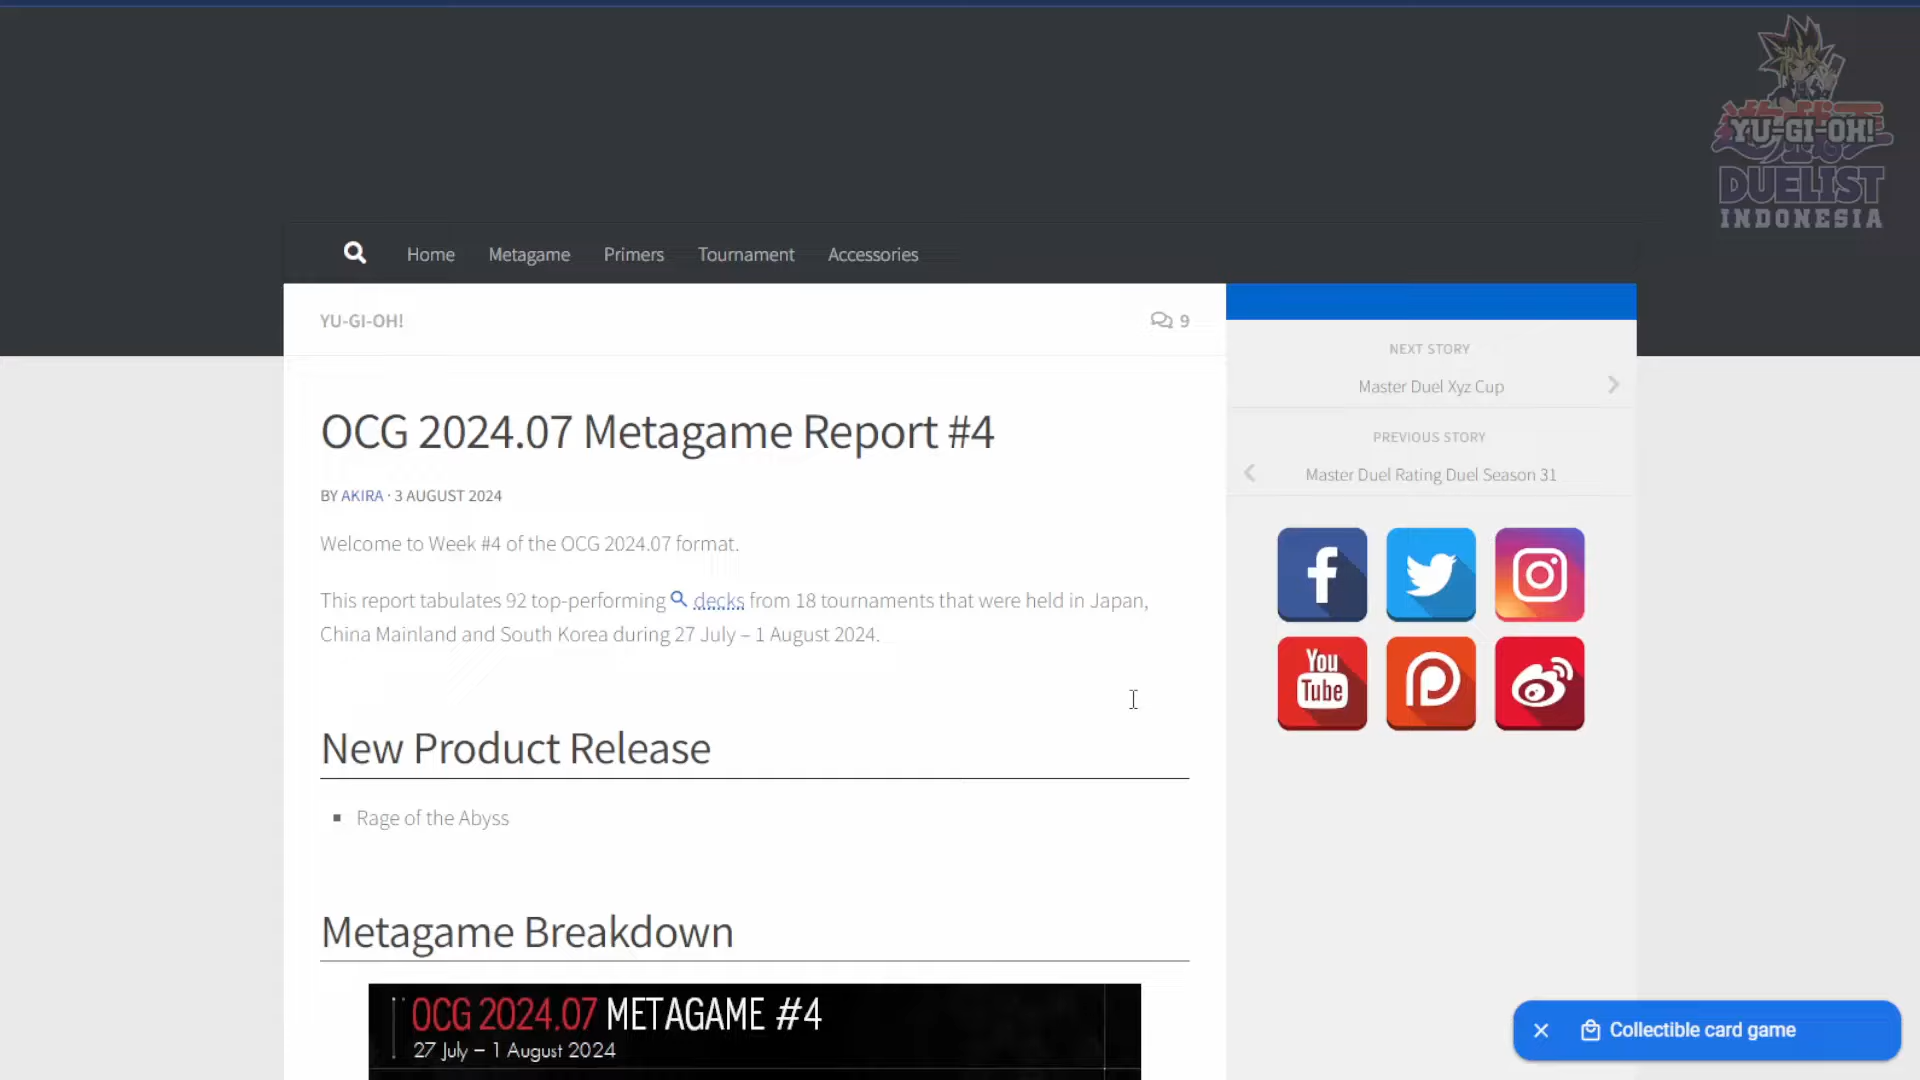 YU-GI-OH!
DUELIST
INDONESIA
Home Metagame Primers Tournament Accessories
YU-GI-OH!
9
OCG 2024.07 Metagame Report #4
BY AKIRA · 3 AUGUST 2024
Welcome to Week #4 of the OCG 2024.07 format.
This report tabulates 92 top-performing decks from 18 tournaments that were held in Japan,
China Mainland and South Korea during 27 July – 1 August 2024.
New Product Release
Rage of the Abyss
Metagame Breakdown
OCG 2024.07 METAGAME #4
27 July – 1 August 2024
NEXT STORY
Master Duel Xyz Cup
PREVIOUS STORY
Master Duel Rating Duel Season 31
You
Tube
Collectible card game